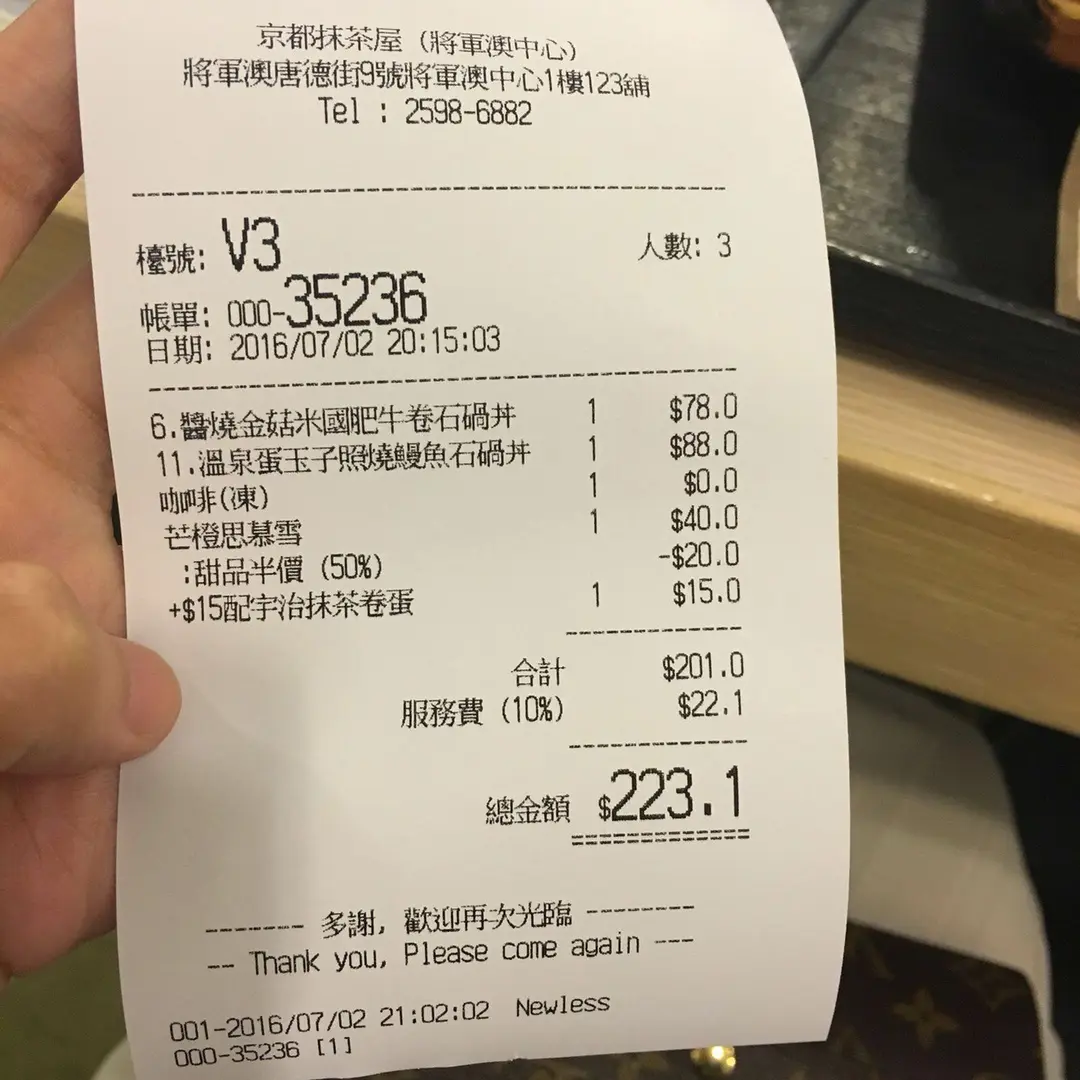 京都抹茶屋 (將軍澳中心)
將軍澳唐德街9號將軍澳中心1樓123舖
Tel : 2598-6882
檯號: V3 人數: 3
帳單: 000-35236
日期: 2016/07/02 20:15:03
6.醬燒金菇米國肥牛卷石鍋丼 1 $78.0
11.溫泉蛋玉子照燒鰻魚石鍋丼 1 $88.0
咖啡(凍) 1 $0.0
芒橙思慕雪 1 $40.0
:甜品半價 (50%) -$20.0
+$15配宇治抹茶卷蛋 1 $15.0
合計 $201.0
服務費 (10%) $22.1
總金額 $223.1
------- 多謝, 歡迎再次光臨 --------
-- Thank you, Please come again ---
001-2016/07/02 21:02:02 Newless
000-35236 [1]